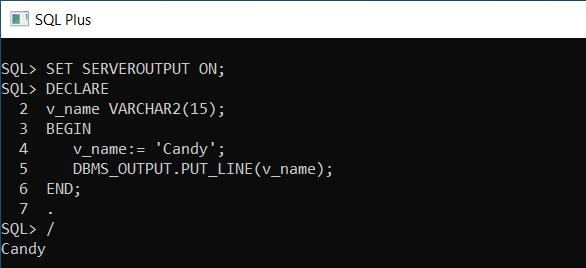 SQL Plus
SQL> SET SERVEROUTPUT ON;
SQL> DECLARE
  2  v_name VARCHAR2(15);
  3  BEGIN
  4     v_name:= 'Candy';
  5     DBMS_OUTPUT.PUT_LINE(v_name);
  6  END;
  7  .
SQL> /
Candy